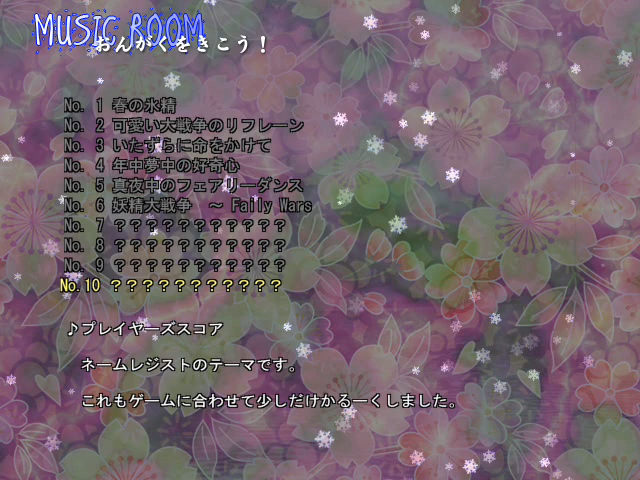 MUSIC ROOM
おんがくをきこう！
No. 1 春の氷精
No. 2 可愛い大戦争のリフレーン
No. 3 いたずらに命をかけて
No. 4 年中夢中の好奇心
No. 5 真夜中のフェアリーダンス
No. 6 妖精大戦争　～ Faily Wars
No. 7 ？？？？？？？？？？？
No. 8 ？？？？？？？？？？？
No. 9 ？？？？？？？？？？？
No.10 ？？？？？？？？？？？
♪プレイヤーズスコア
ネームレジストのテーマです。
これもゲームに合わせて少しだけかるーくしました。